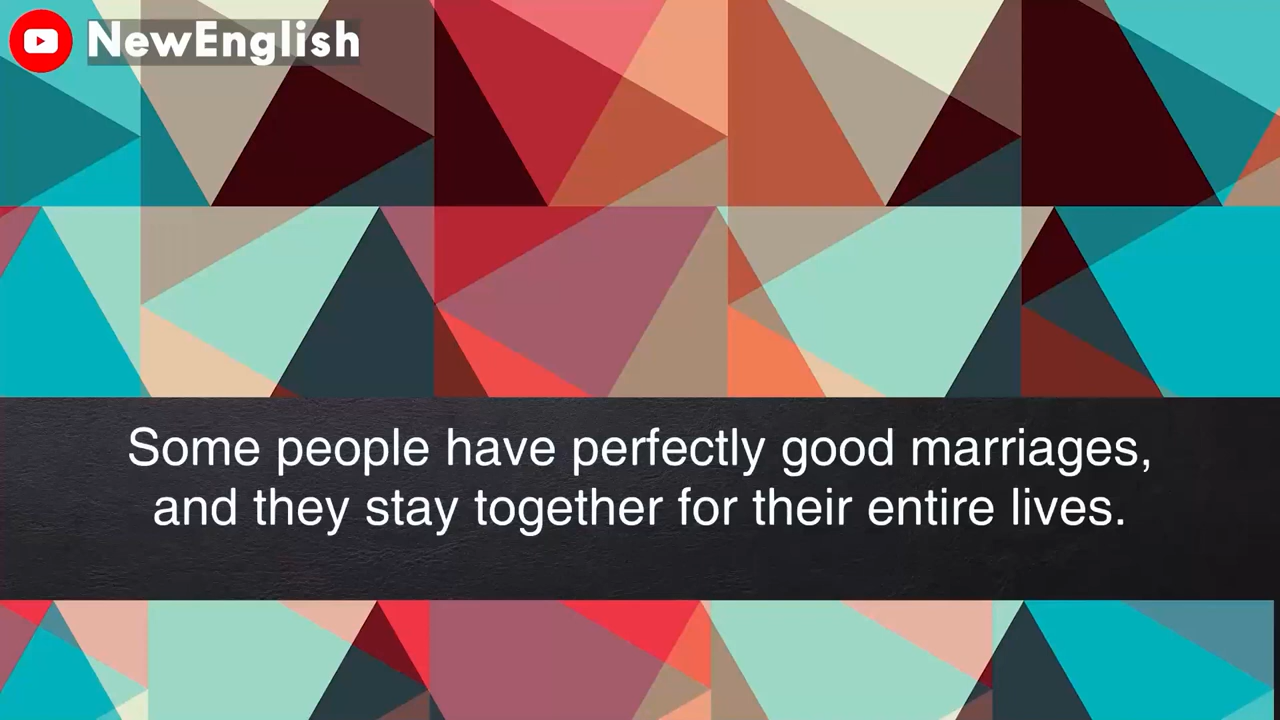 NewEnglish
Some people have perfectly good marriages,
and they stay together for their entire lives.